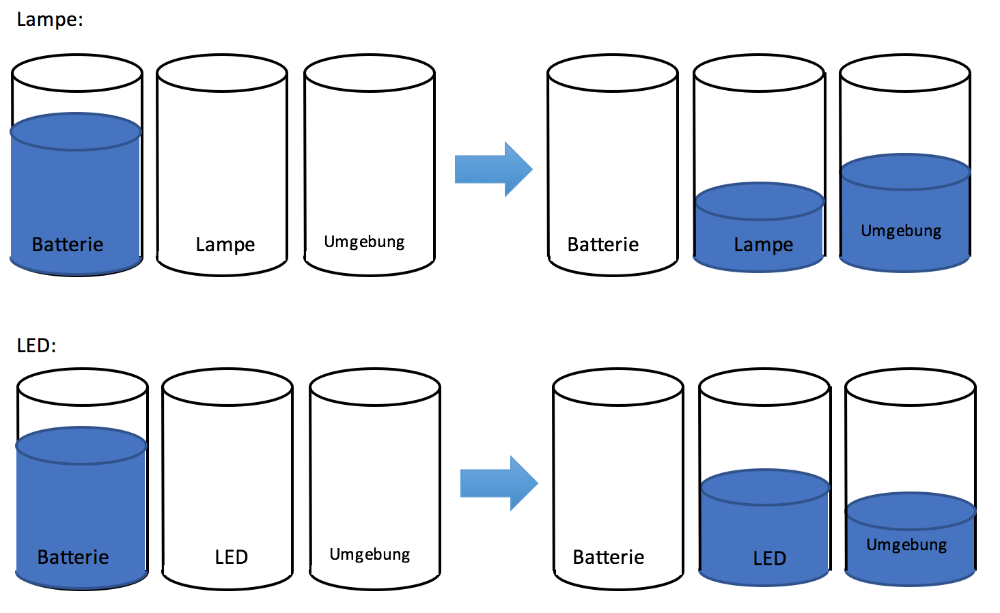 Lampe:
Batterie
Lampe
Umgebung
Batterie
Lampe
Umgebung
LED:
Batterie
LED
Umgebung
Batterie
LED
Umgebung